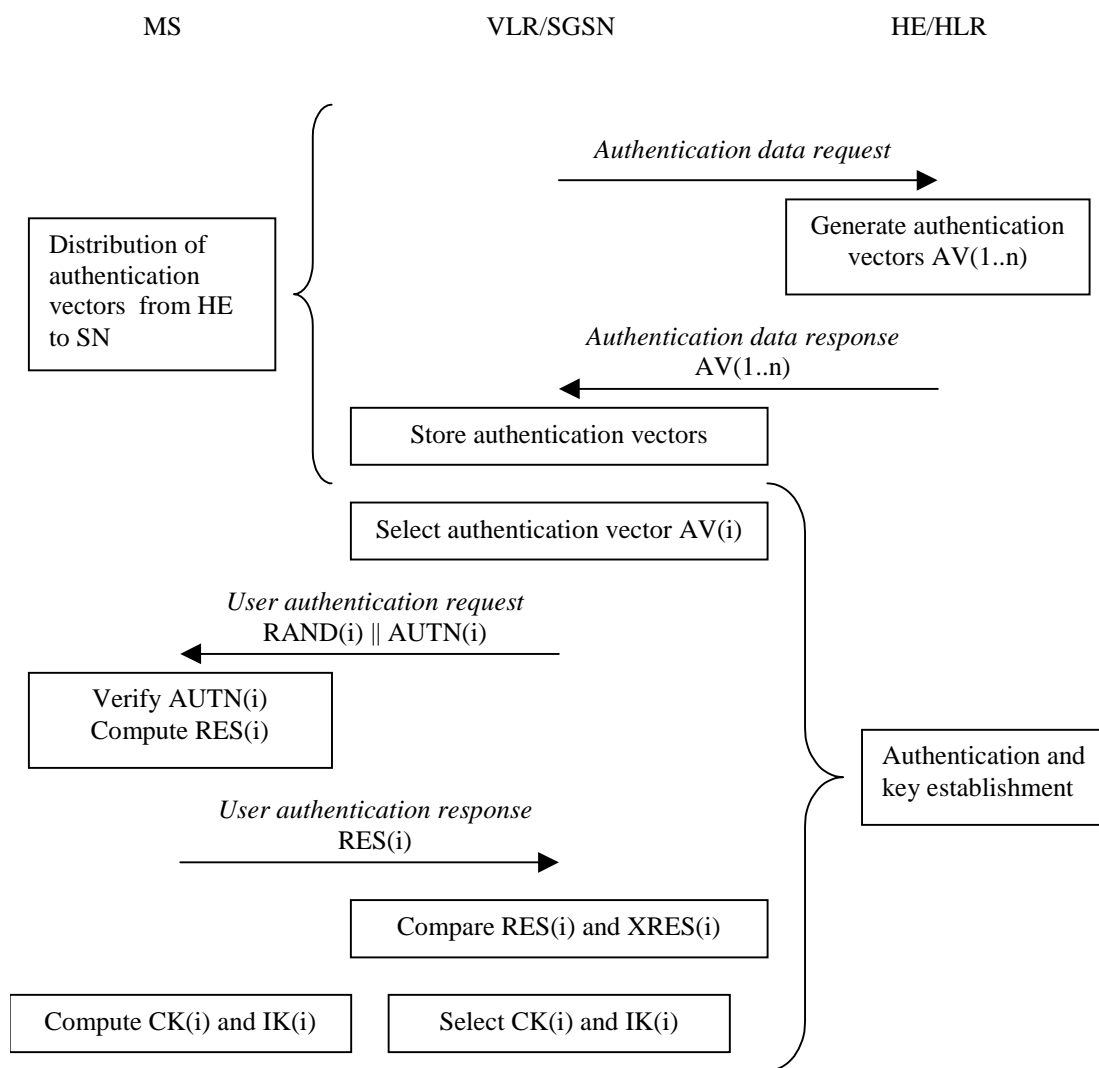 MS VLR/SGSN HE/HLR
Authentication data request
Generate authentication
vectors AV(1..n)
Distribution of
authentication
vectors from HE
to SN
Authentication data response
AV(1..n)
Store authentication vectors
Select authentication vector AV(i)
User authentication request
RAND(i) || AUTN(i)
Verify AUTN(i)
Compute RES(i)
Authentication and
key establishment
User authentication response
RES(i)
Compare RES(i) and XRES(i)
Compute CK(i) and IK(i)
Select CK(i) and IK(i)